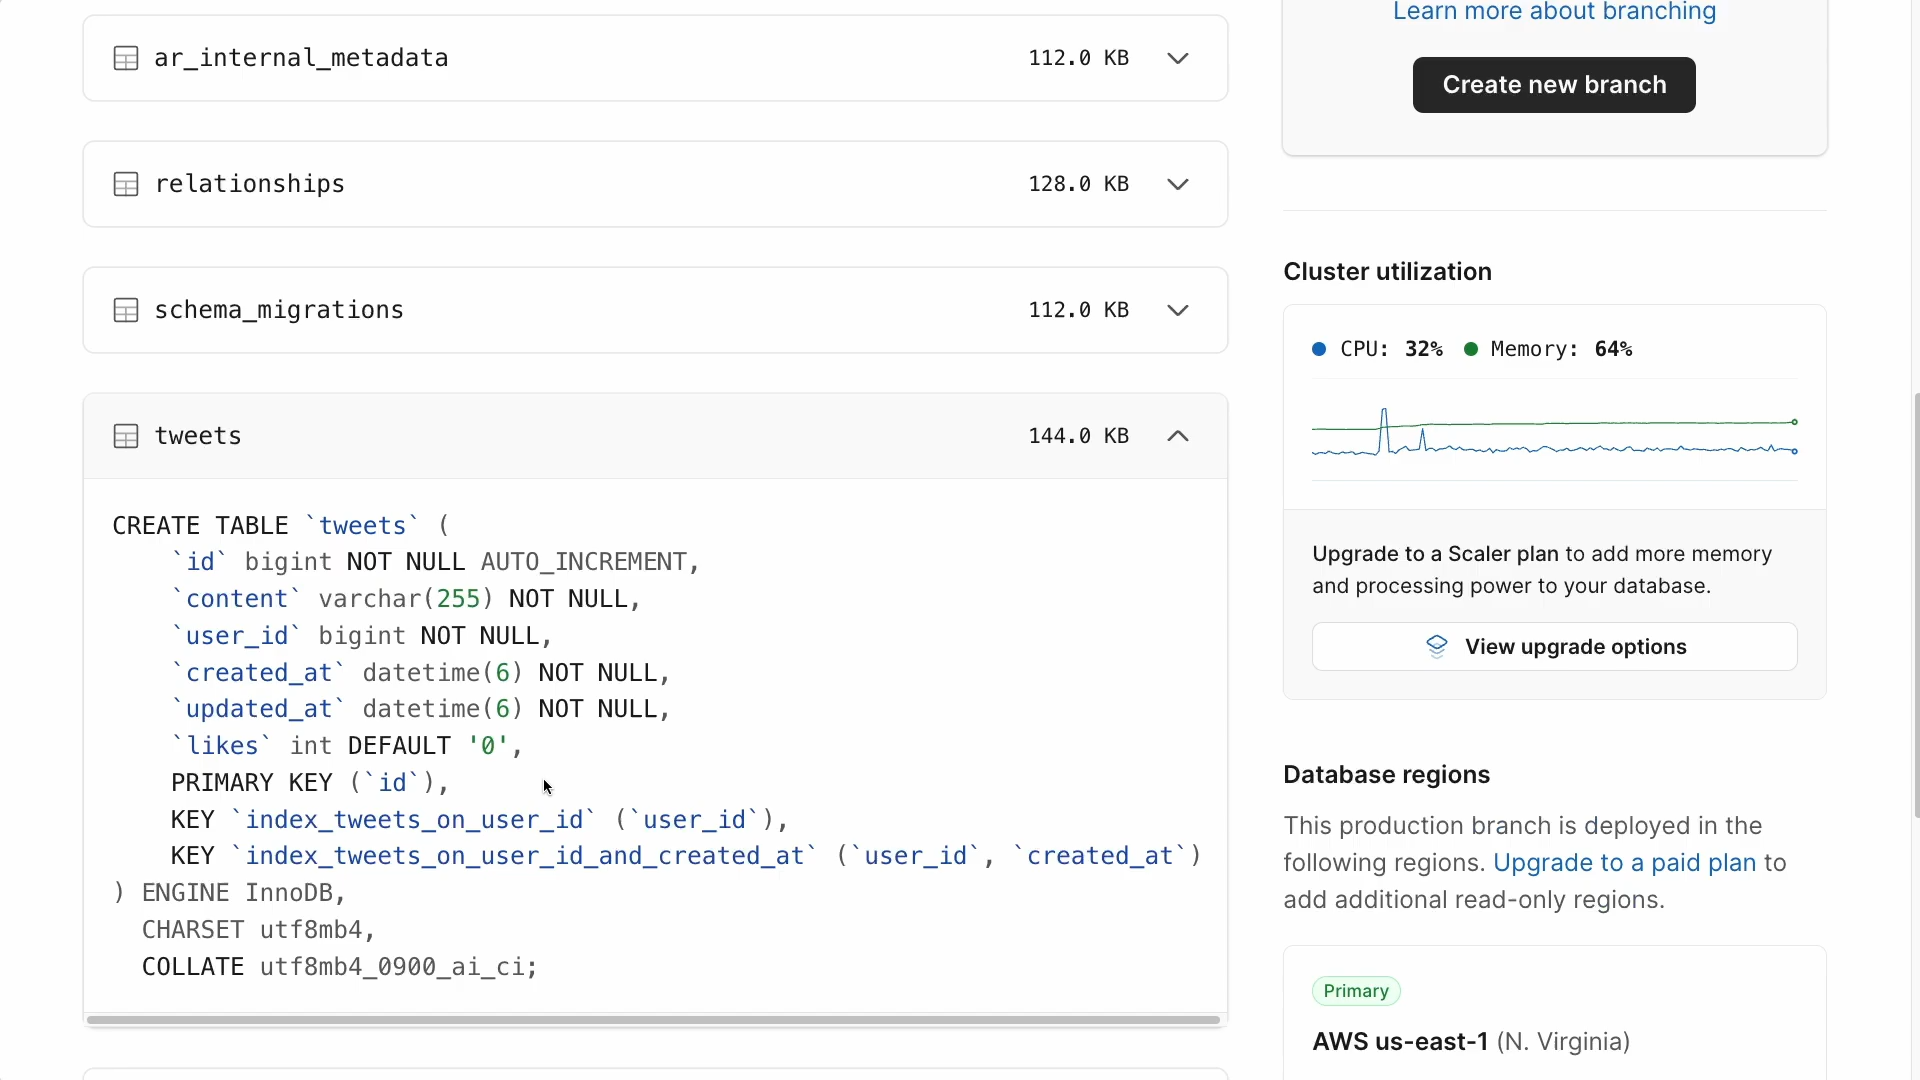 ar_internal_metadata 112.0 KB
relationships 128.0 KB
schema_migrations 112.0 KB
tweets 144.0 KB
CREATE TABLE `tweets` (
`id` bigint NOT NULL AUTO_INCREMENT,
`content` varchar(255) NOT NULL,
`user_id` bigint NOT NULL,
`created_at` datetime(6) NOT NULL,
`updated_at` datetime(6) NOT NULL,
`likes` int DEFAULT '0',
PRIMARY KEY (`id`),
KEY `index_tweets_on_user_id` (`user_id`),
KEY `index_tweets_on_user_id_and_created_at` (`user_id`, `created_at`)
) ENGINE InnoDB,
CHARSET utf8mb4,
COLLATE utf8mb4_0900_ai_ci;
Learn more about branching
Create new branch
Cluster utilization
CPU: 32% Memory: 64%
Upgrade to a Scaler plan to add more memory
and processing power to your database.
View upgrade options
Database regions
This production branch is deployed in the
following regions. Upgrade to a paid plan to
add additional read-only regions.
Primary
AWS us-east-1 (N. Virginia)